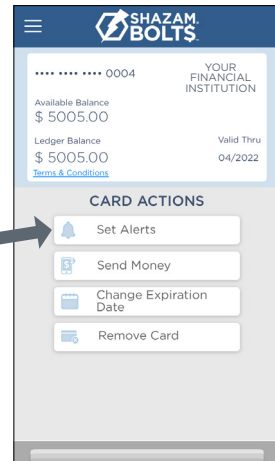 SHAZAM.
BOLT$.
•••• •••• •••• 0004
YOUR
FINANCIAL
INSTITUTION
Available Balance
$ 5005.00
Ledger Balance
Valid Thru
$ 5005.00
04/2022
Terms & Conditions
CARD ACTIONS
Set Alerts
Send Money
Change Expiration
Date
Remove Card